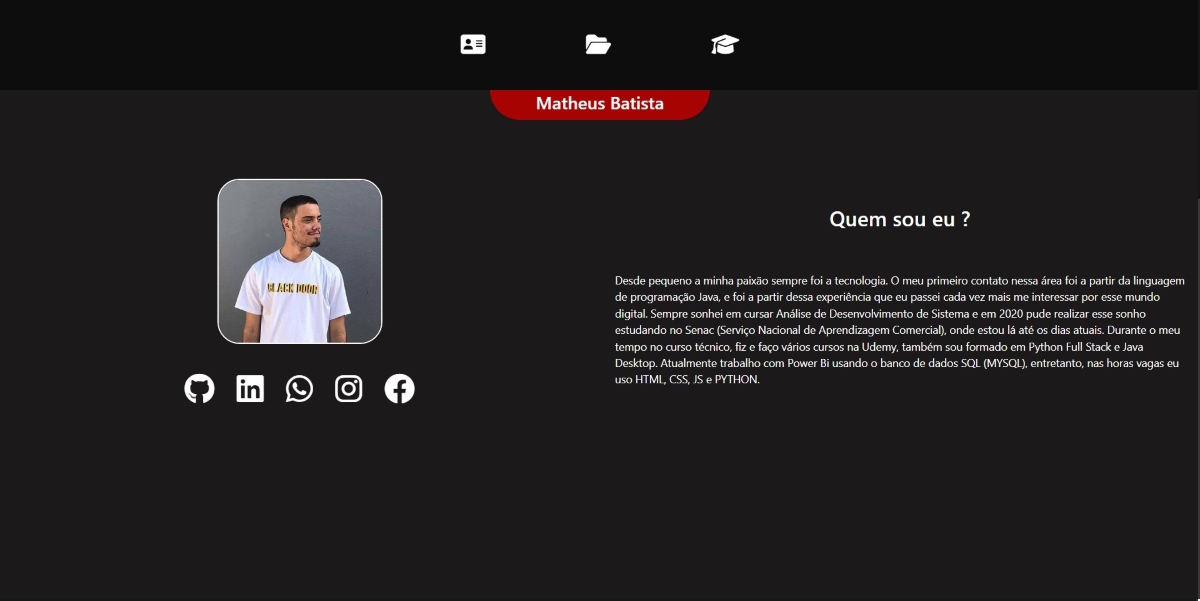 Matheus Batista
BLACK DOOR
Quem sou eu ?
Desde pequeno a minha paixão sempre foi a tecnologia. O meu primeiro contato nessa área foi a partir da linguagem
de programação Java, e foi a partir dessa experiência que eu passei cada vez mais me interessar por esse mundo
digital. Sempre sonhei em cursar Análise de Desenvolvimento de Sistema e em 2020 pude realizar esse sonho
estudando no Senac (Serviço Nacional de Aprendizagem Comercial), onde estou lá até os dias atuais. Durante o meu
tempo no curso técnico, fiz e faço vários cursos na Udemy, também sou formado em Python Full Stack e Java
Desktop. Atualmente trabalho com Power Bi usando o banco de dados SQL (MYSQL), entretanto, nas horas vagas eu
uso HTML, CSS, JS e PYTHON.